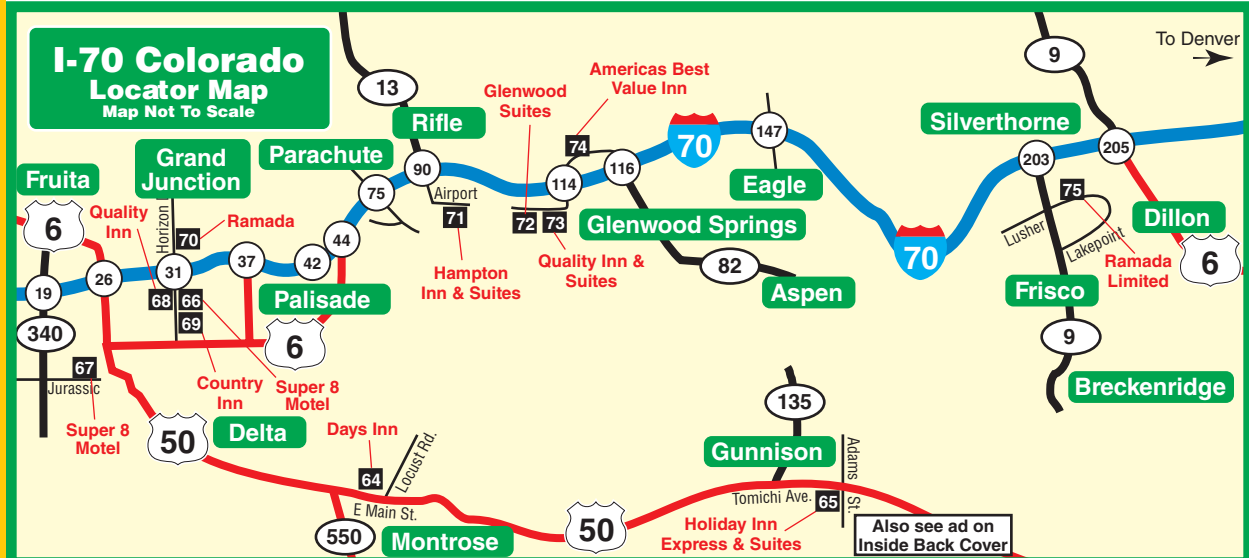 I-70 Colorado
Locator Map
Map Not To Scale
To Denver
9
13
Rifle
Glenwood
Suites
Americas Best
Value Inn
74
70
147
Silverthorne
205
203
Fruita
Grand
Junction
Parachute
90
75
116
114
Eagle
75
Dillon
6
Quality
Inn
Horizon
70
Ramada
Airport
71
72
73
Glenwood Springs
Lusher
Lakepoint
Ramada
Limited
6
19
26
31
37
42
44
Hampton
Inn & Suites
Quality Inn &
Suites
82
Aspen
70
Frisco
9
Breckenridge
68
66
69
Palisade
6
340
67
Jurassic
Super 8
Motel
Country
Inn
Super 8
Motel
50
Delta
Days Inn
64
Locust Rd.
E Main St.
550
Montrose
135
Gunnison
Adams St.
Tomichi Ave.
65
50
Holiday Inn
Express & Suites
Also see ad on
Inside Back Cover